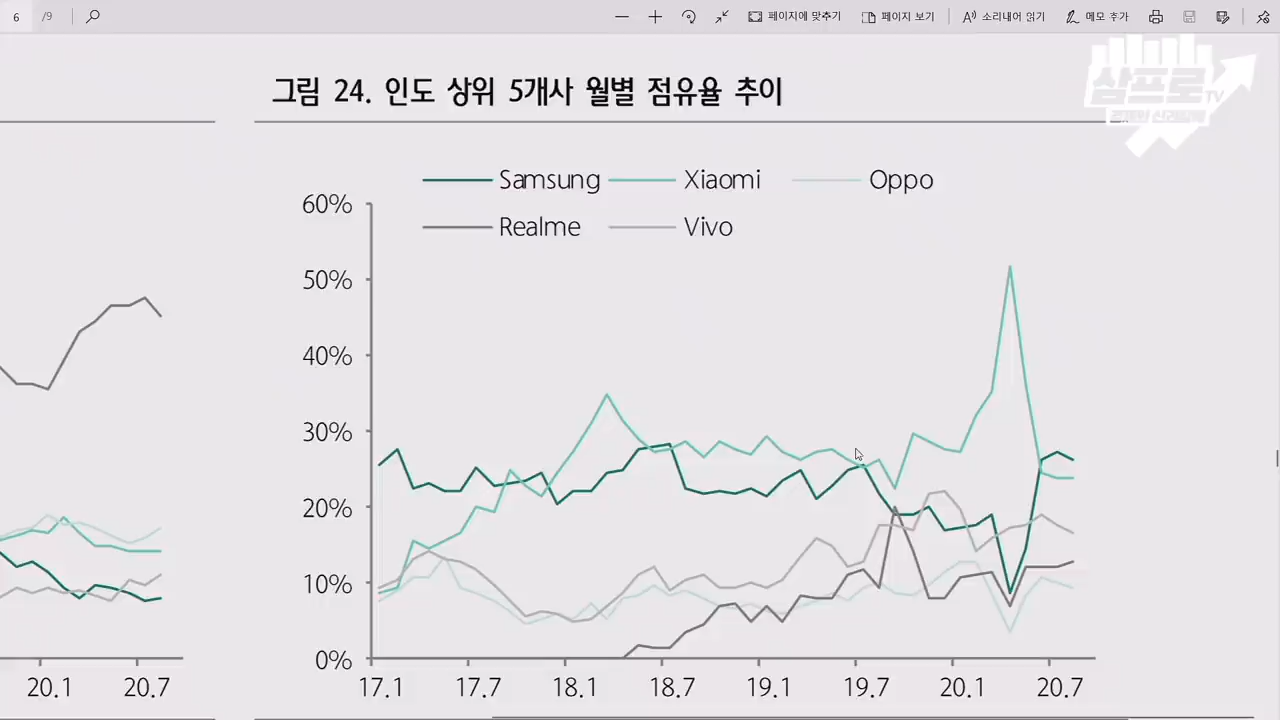 6 /9 페이지에 맞추기 페이지 보기 소리내어 읽기 메모 추가
삼프로TV
그림 24. 인도 상위 5개사 월별 점유율 추이
Samsung Xiaomi Oppo
Realme Vivo
60%
50%
40%
30%
20%
10%
0%
17.1 17.7 18.1 18.7 19.1 19.7 20.1 20.7
20.1 20.7